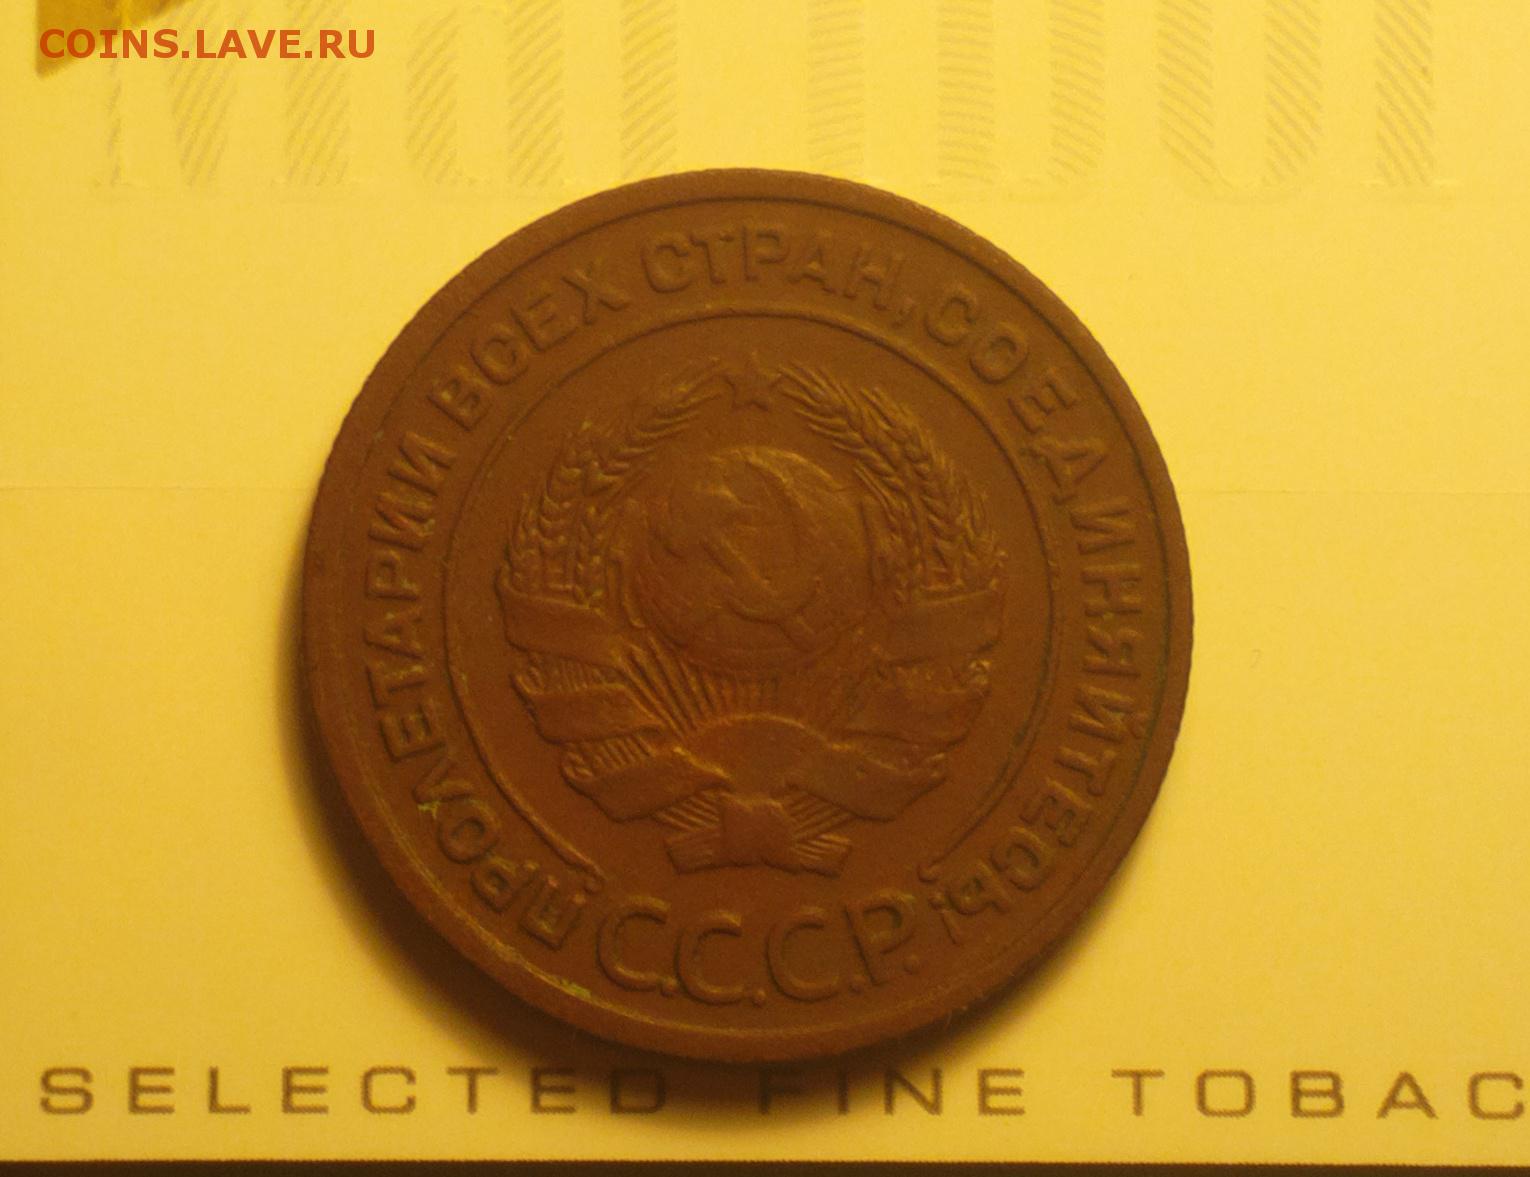 COINS.LAVE.RU
ПРОЛЕТАРИИ ВСЕХ СТРАН, СОЕДИНЯЙТЕСЬ!
С.С.С.Р.
SELECTED FINE TOBAC